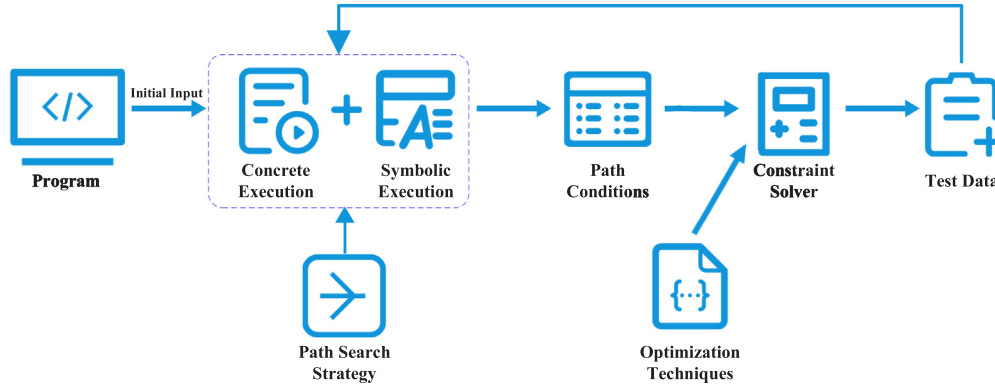 Initial Input
</>
A
{...}
Program
Concrete
Execution
Symbolic
Execution
Path
Conditions
Constraint
Solver
Test Data
Path Search
Strategy
Optimization
Techniques